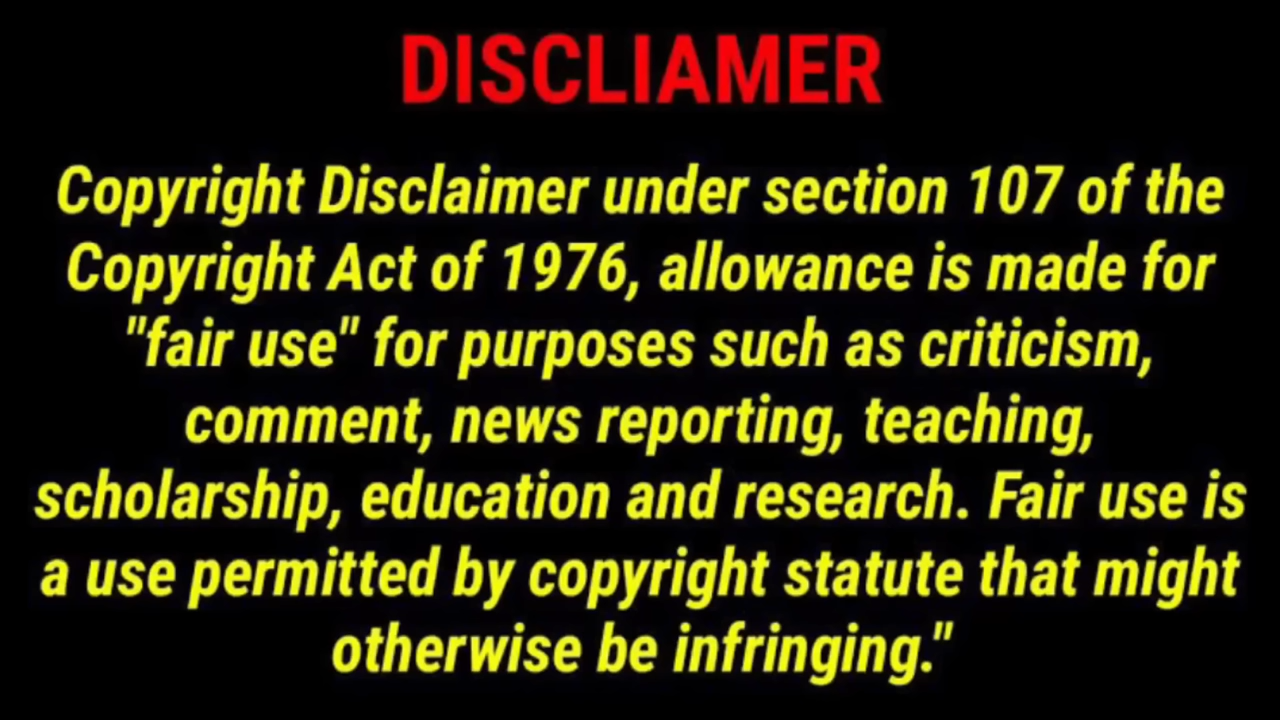 DISCLIAMER
Copyright Disclaimer under section 107 of the
Copyright Act of 1976, allowance is made for
"fair use" for purposes such as criticism,
comment, news reporting, teaching,
scholarship, education and research. Fair use is
a use permitted by copyright statute that might
otherwise be infringing."